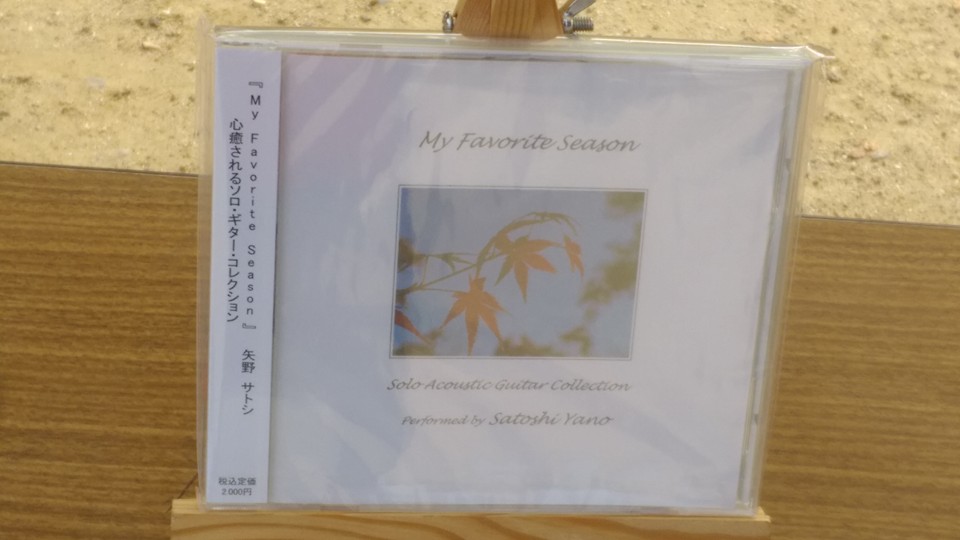 『My Favorite Season』 矢野 サトシ
心癒されるソロ・ギター・コレクション
税込定価
2000円
My Favorite Season
Solo Acoustic Guitar Collection
Performed by Satoshi Yano